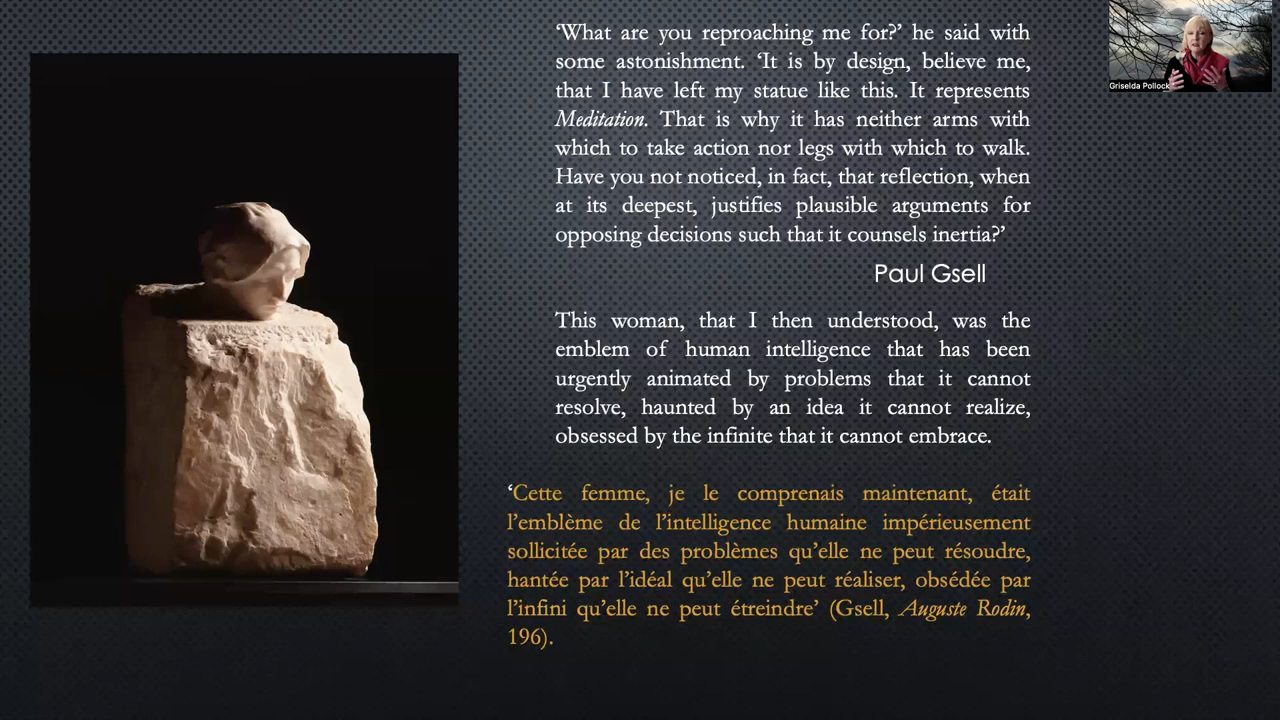 ‘What are you reproaching me for?’ he said with
some astonishment. ‘It is by design, believe me,
that I have left my statue like this. It represents
Meditation. That is why it has neither arms with
which to take action nor legs with which to walk.
Have you not noticed, in fact, that reflection, when
at its deepest, justifies plausible arguments for
opposing decisions such that it counsels inertia?’
Paul Gsell
This woman, that I then understood, was the
emblem of human intelligence that has been
urgently animated by problems that it cannot
resolve, haunted by an idea it cannot realize,
obsessed by the infinite that it cannot embrace.
‘Cette femme, je le comprenais maintenant, était
l’emblème de l’intelligence humaine impérieusement
sollicitée par des problèmes qu’elle ne peut résoudre,
hantée par l’idéal qu’elle ne peut réaliser, obsédée par
l’infini qu’elle ne peut étreindre’ (Gsell, Auguste Rodin,
196).
Griselda Pollock